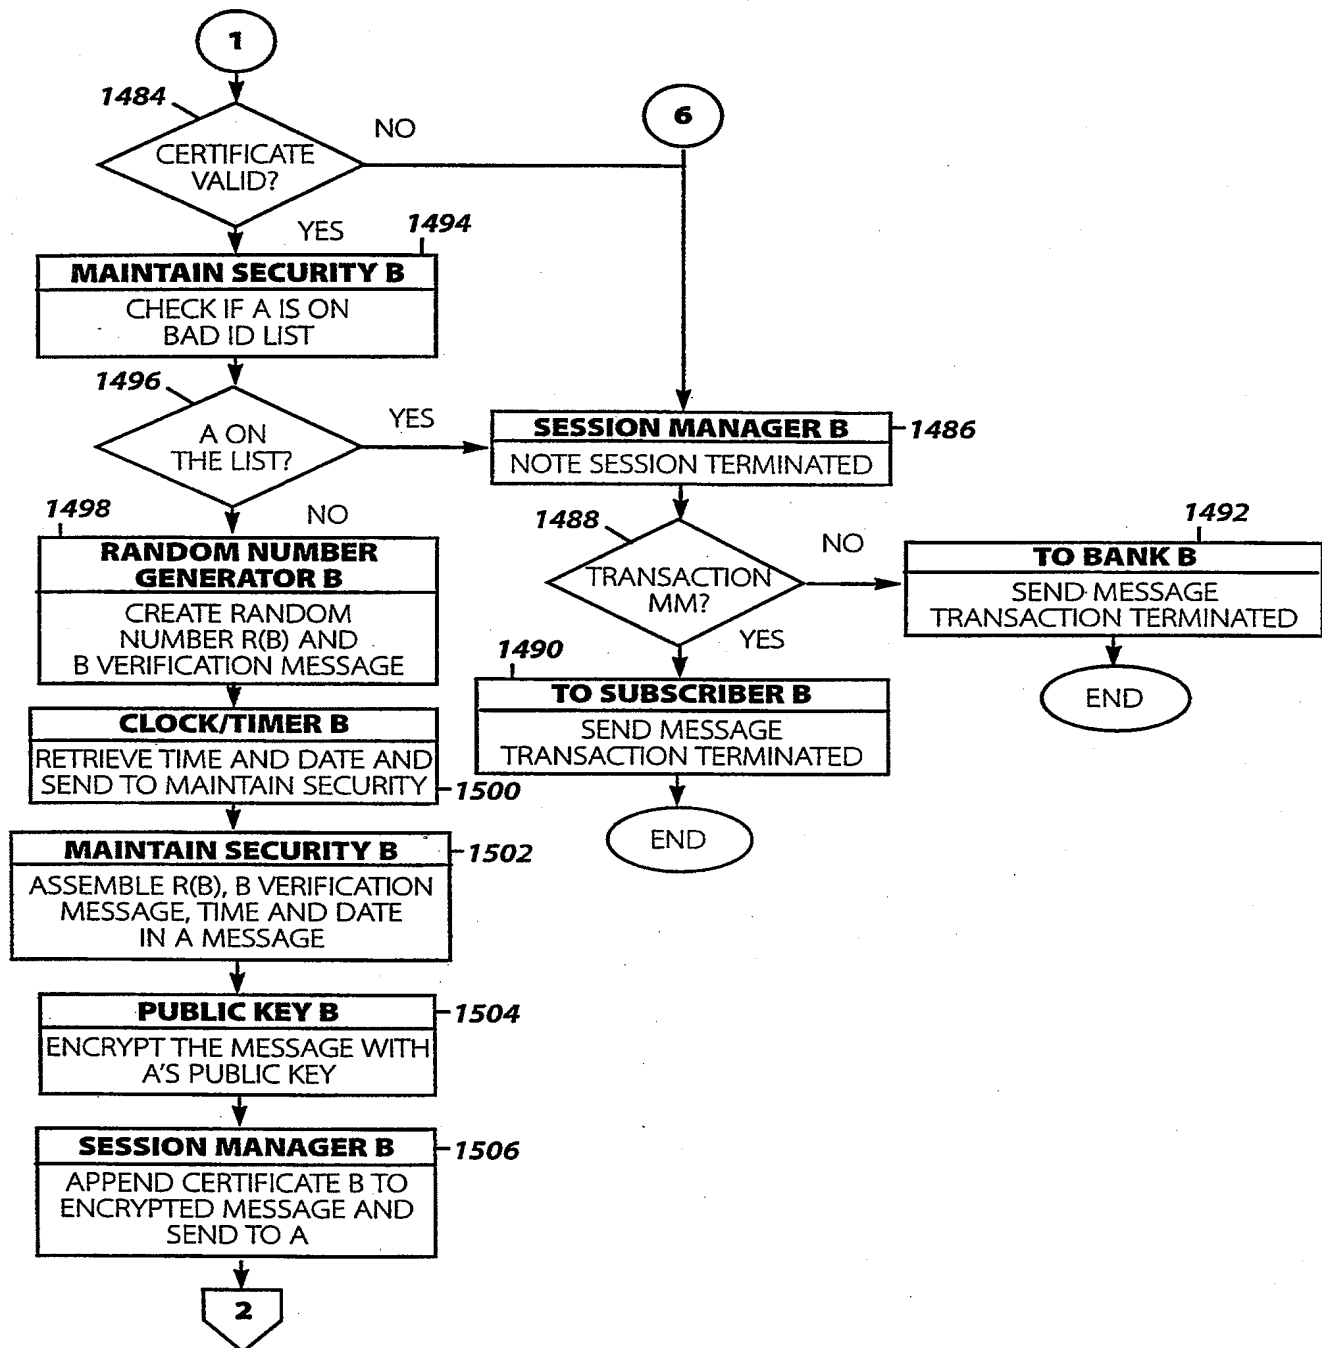 1
1484
CERTIFICATE
VALID?
NO
6
YES
1494
MAINTAIN SECURITY B
CHECK IF A IS ON
BAD ID LIST
1496
A ON
THE LIST?
YES
SESSION MANAGER B
1486
NOTE SESSION TERMINATED
NO
1498
RANDOM NUMBER
GENERATOR B
CREATE RANDOM
NUMBER R(B) AND
B VERIFICATION MESSAGE
1488
TRANSACTION
MM?
NO
1492
TO BANK B
SEND MESSAGE
TRANSACTION TERMINATED
END
YES
1490
TO SUBSCRIBER B
SEND MESSAGE
TRANSACTION TERMINATED
END
CLOCK/TIMER B
RETRIEVE TIME AND DATE AND
SEND TO MAINTAIN SECURITY
1500
MAINTAIN SECURITY B
1502
ASSEMBLE R(B), B VERIFICATION
MESSAGE, TIME AND DATE
IN A MESSAGE
PUBLIC KEY B
1504
ENCRYPT THE MESSAGE WITH
A'S PUBLIC KEY
SESSION MANAGER B
1506
APPEND CERTIFICATE B TO
ENCRYPTED MESSAGE AND
SEND TO A
2